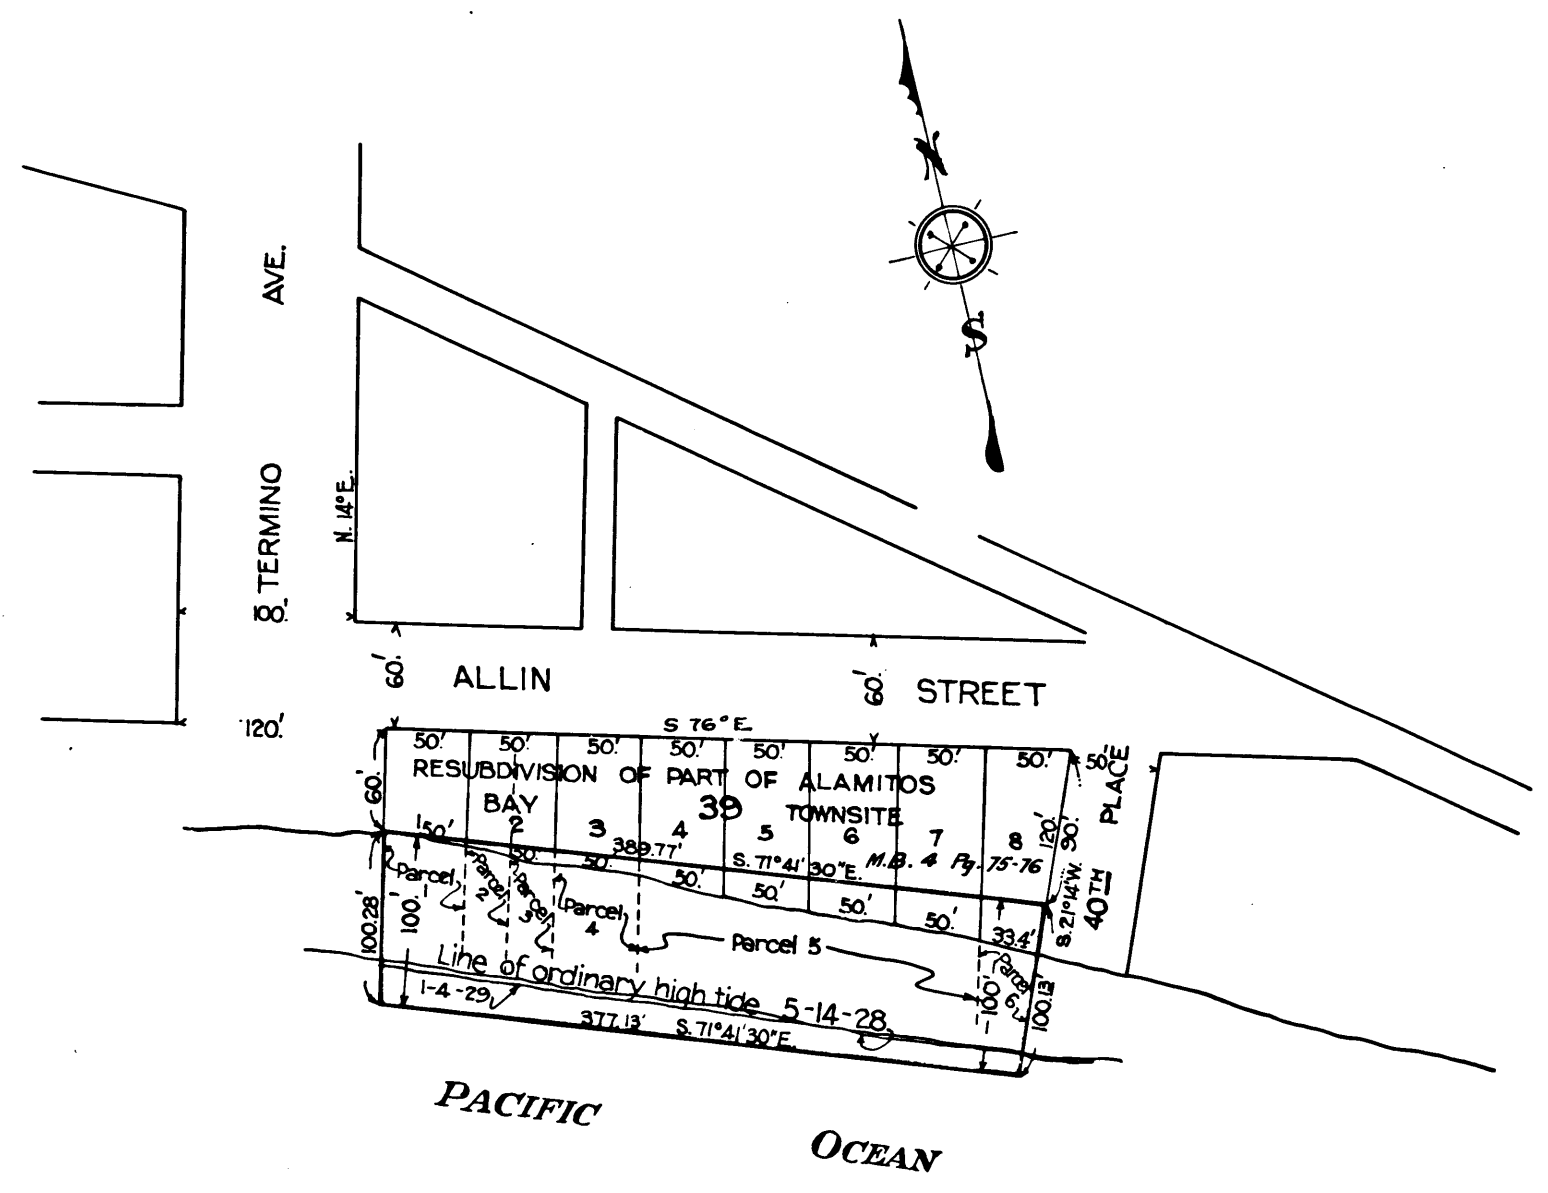 N
S
AVE.
TERMINO
N. 14° E.
100.'
60.'
ALLIN
60.'
STREET
120.'
S 76° E.
50.' 50.' 50.' 50.' 50.' 50.' 50.' 50.'
50.'
PLACE
RESUBDIVISION OF PART OF ALAMITOS
BAY 39 TOWNSITE
60.'
1 2 3 4 5 6 7 8
120.'
90.'
50.' 50.' 50.' 50.' 50.' 50.' 50.'
33.4'
389.77'
S. 71° 41' 30" E.
M.B. 4 Pg. 75-76
S. 21° 14' W.
40TH
Parcel 1
Parcel 2
Parcel 3
Parcel 4
Parcel 5
Parcel 6
100.28'
100.'
100.'
100.13'
Line of ordinary high tide 5-14-28
1-4-29
377.13' S. 71° 41' 30" E.
PACIFIC
OCEAN